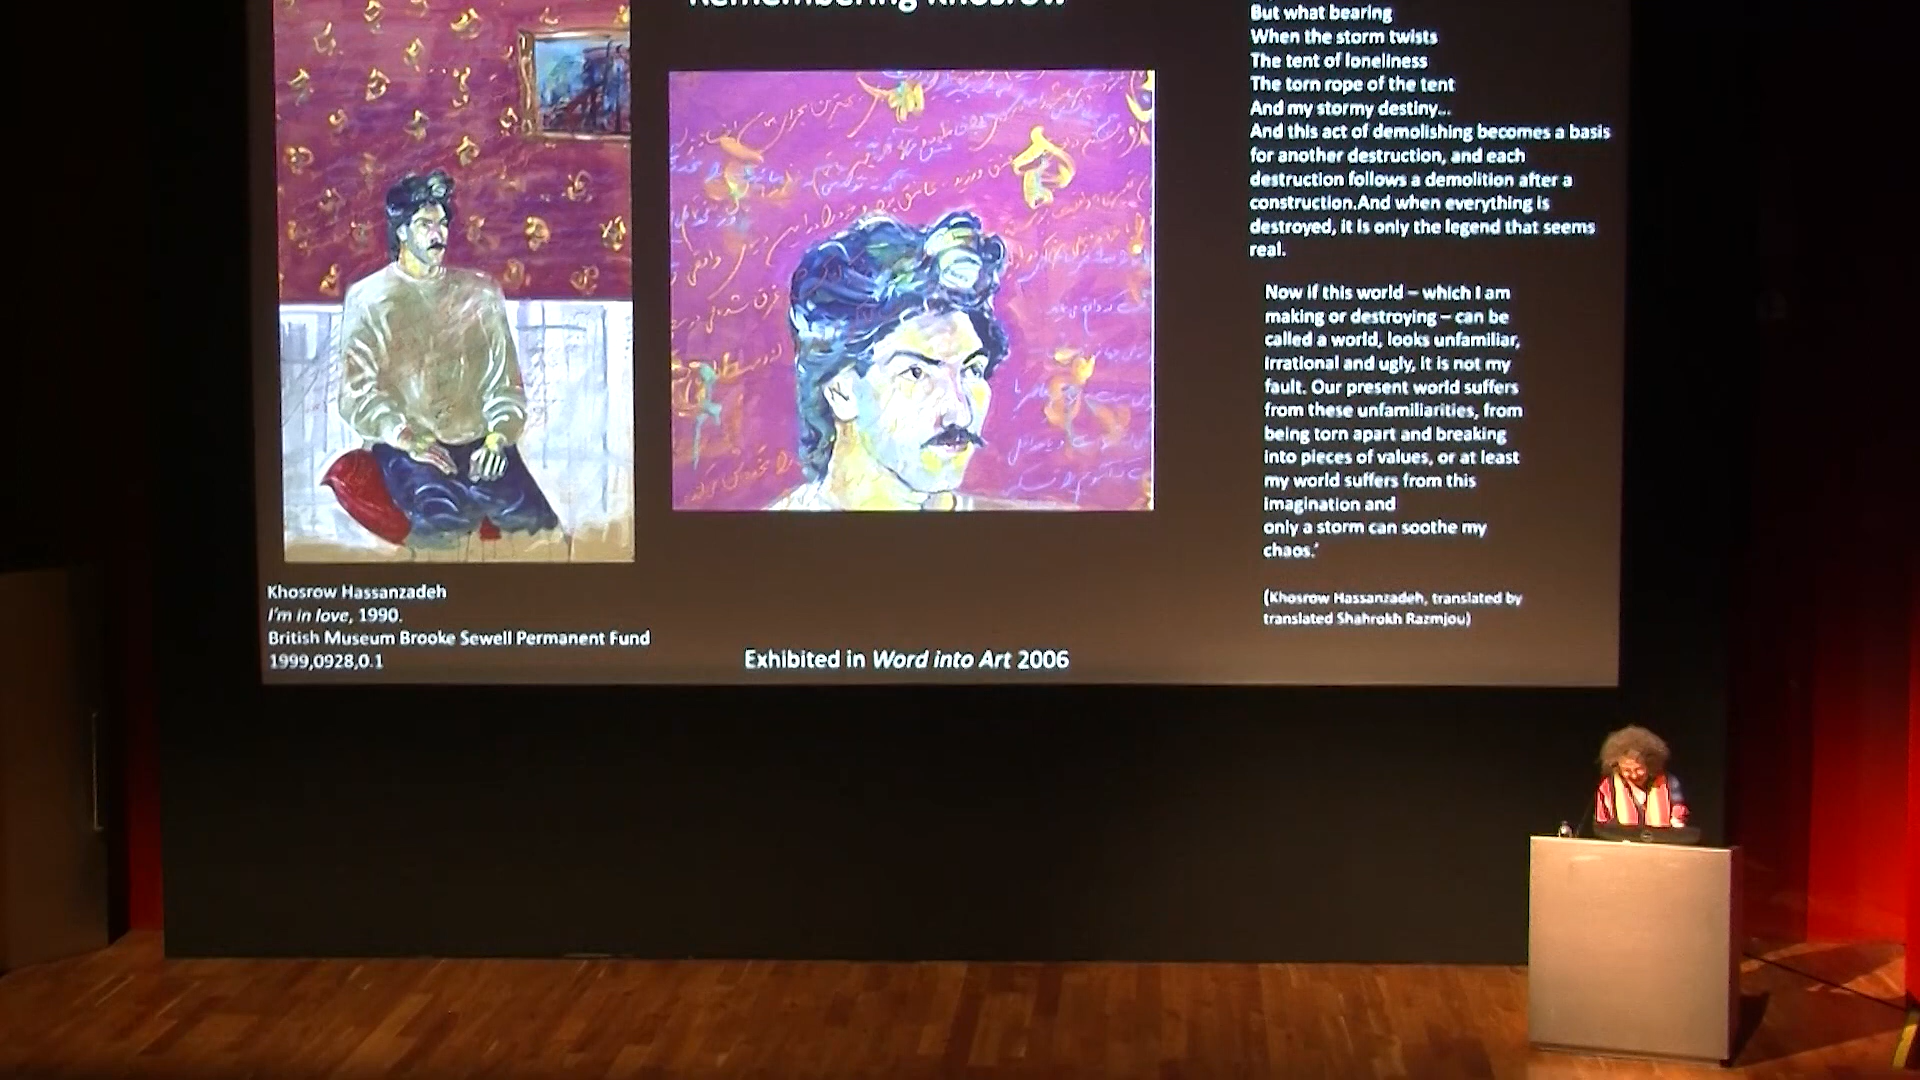 Remembering Khosrow
But what bearing
When the storm twists
The tent of loneliness
The torn rope of the tent
And my stormy destiny...
And this act of demolishing becomes a basis
for another destruction, and each
destruction follows a demolition after a
construction.And when everything is
destroyed, it is only the legend that seems
real.
Now if this world – which I am
making or destroying – can be
called a world, looks unfamiliar,
irrational and ugly, it is not my
fault. Our present world suffers
from these unfamiliarities, from
being torn apart and breaking
into pieces of values, or at least
my world suffers from this
imagination and
only a storm can soothe my
chaos.’
(Khosrow Hassanzadeh, translated by
translated Shahrokh Razmjou)
Khosrow Hassanzadeh
I'm in love, 1990.
British Museum Brooke Sewell Permanent Fund
1999,0928,0.1
Exhibited in Word into Art 2006